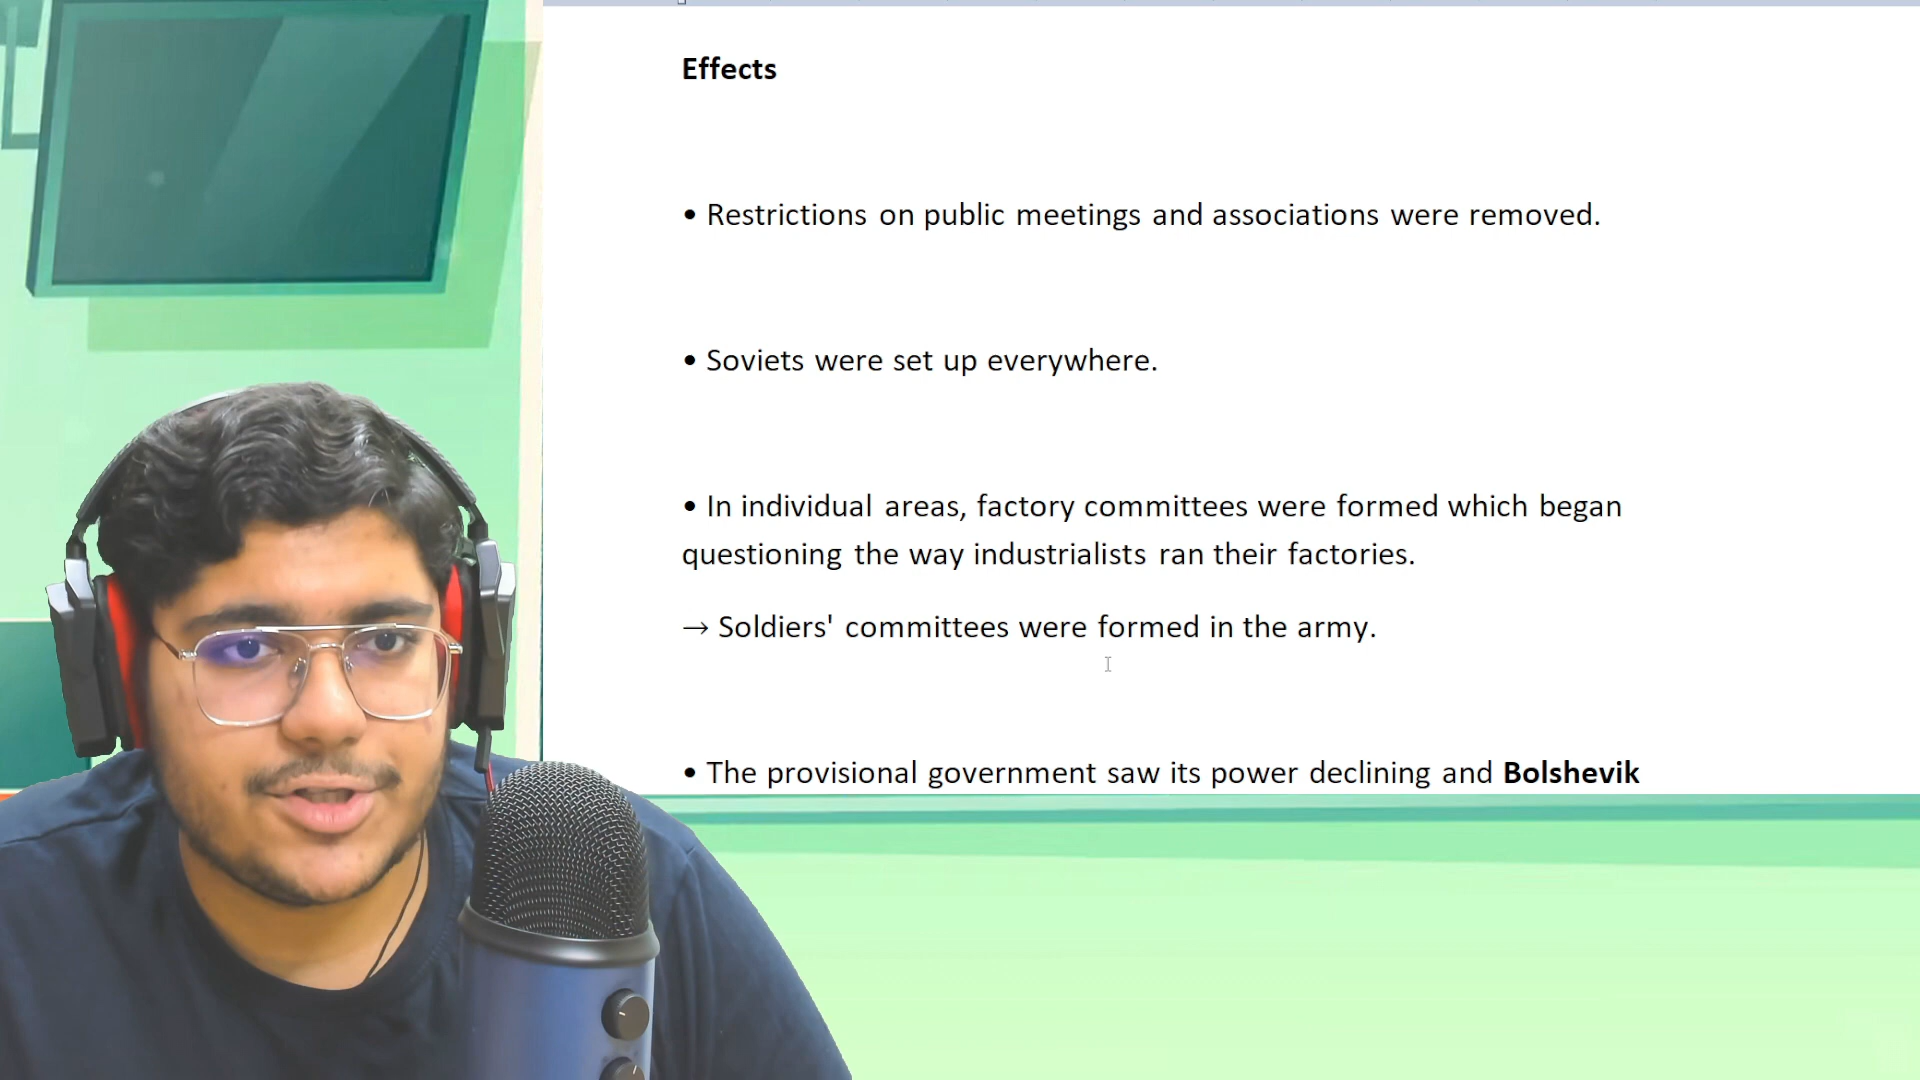 Effects
• Restrictions on public meetings and associations were removed.
• Soviets were set up everywhere.
• In individual areas, factory committees were formed which began
questioning the way industrialists ran their factories.
→ Soldiers' committees were formed in the army.
• The provisional government saw its power declining and Bolshevik